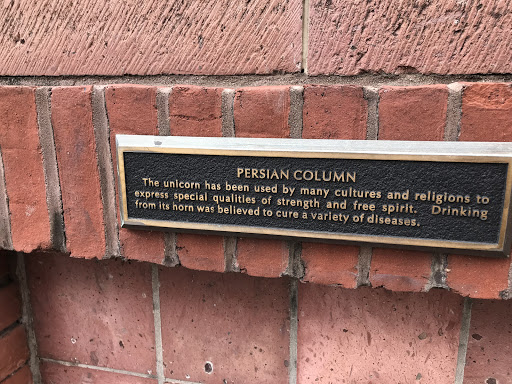 PERSIAN COLUMN
The unicorn has been used by many cultures and religions to
express special qualities of strength and free spirit. Drinking
from its horn was believed to cure a variety of diseases.